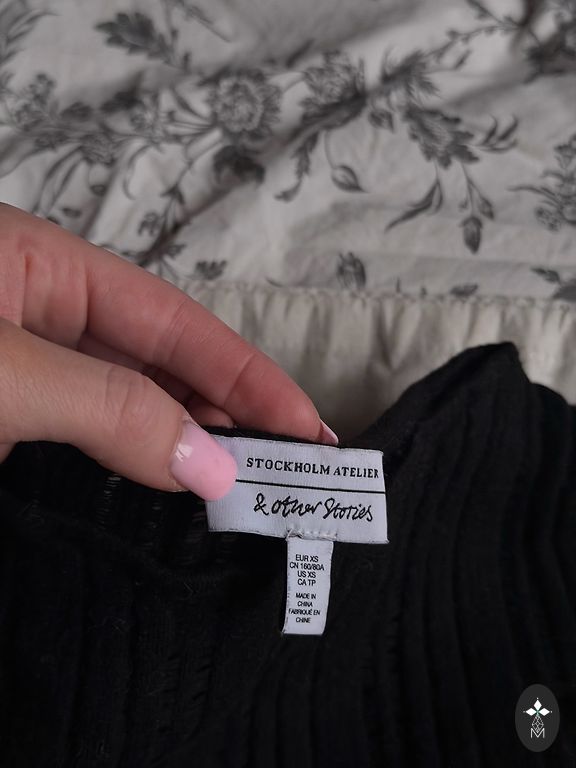 STOCKHOLM ATELIER
& other Stories
EUR XS
CN 160/80A
US XS
CA TP
MADE IN
CHINA
FABRIQUÉ EN
CHINE
M